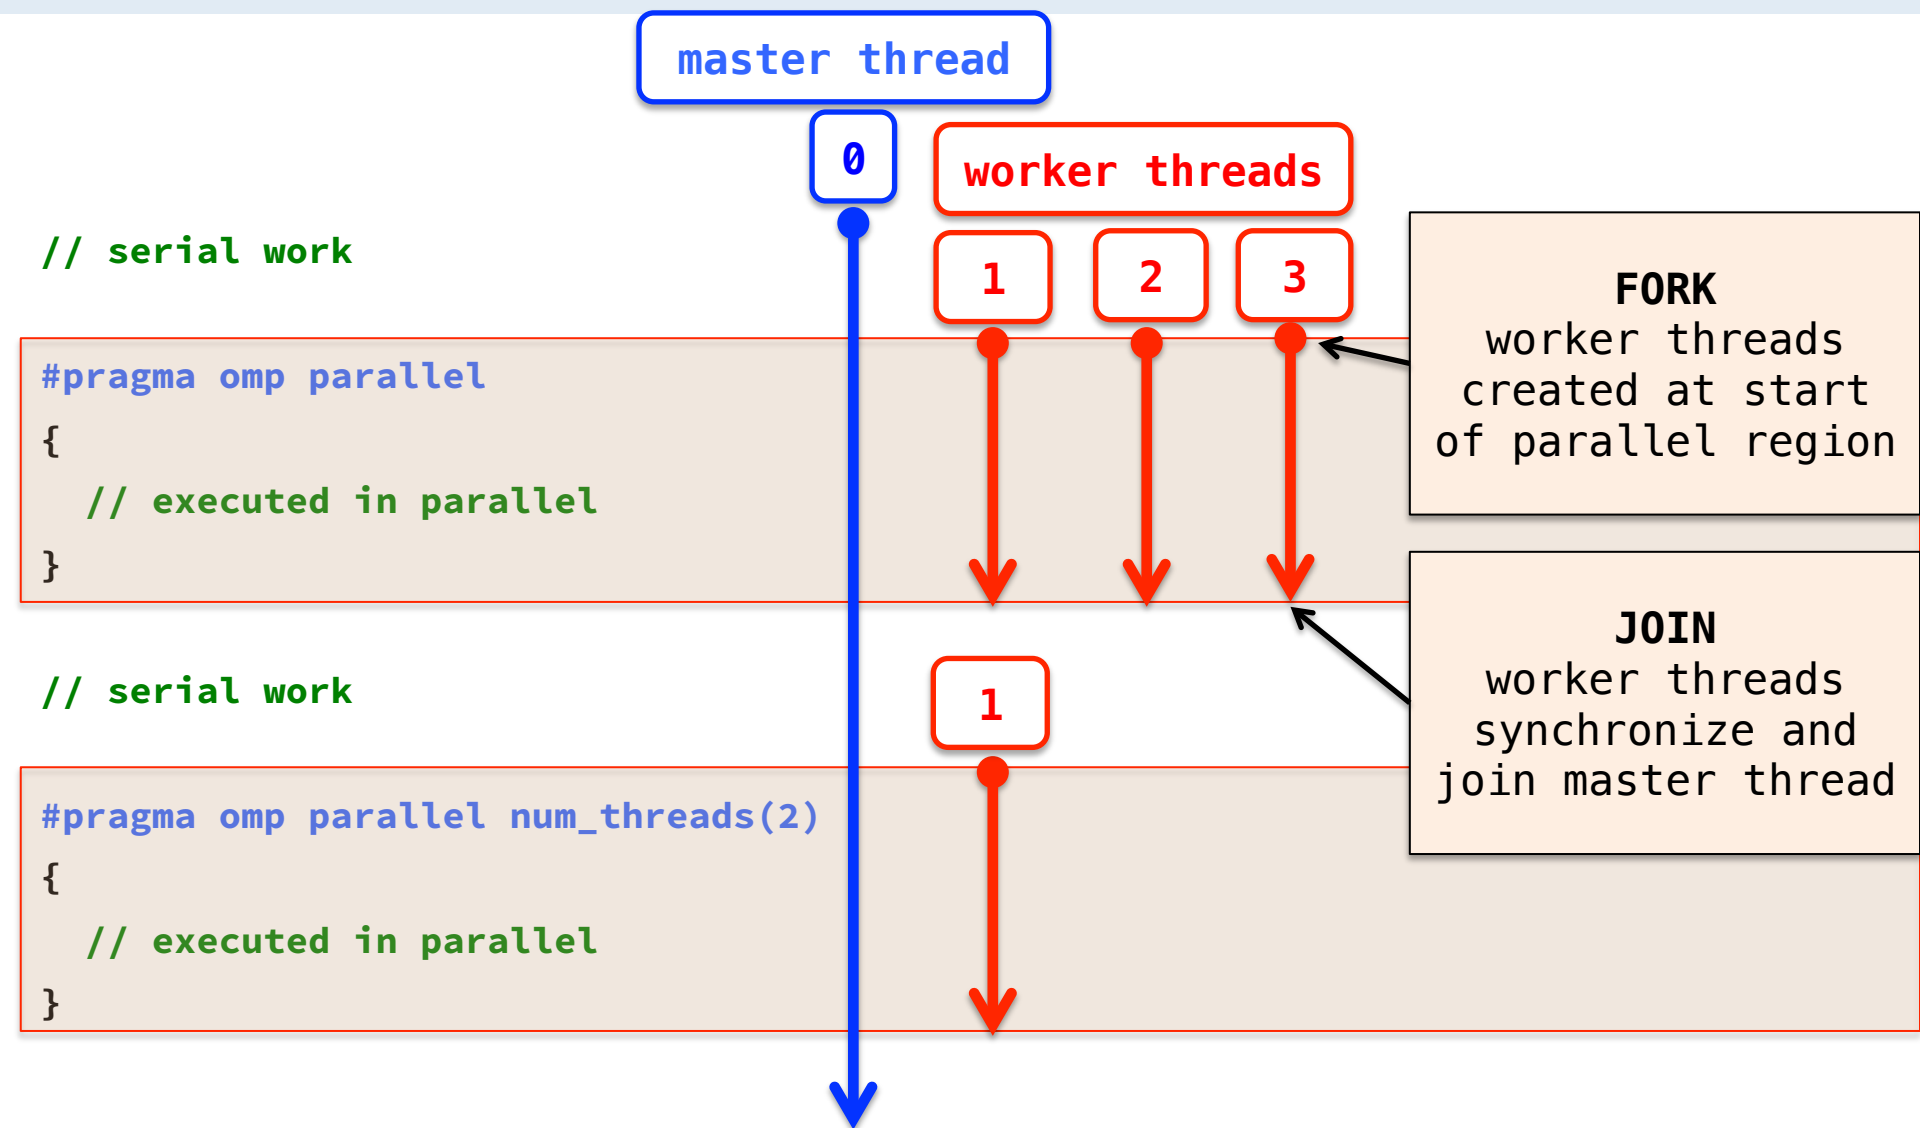 master thread
0
worker threads
// serial work
1 2 3
#pragma omp parallel
{
// executed in parallel
}
FORK
worker threads
created at start
of parallel region
JOIN
worker threads
synchronize and
join master thread
// serial work
1
#pragma omp parallel num_threads(2)
{
// executed in parallel
}